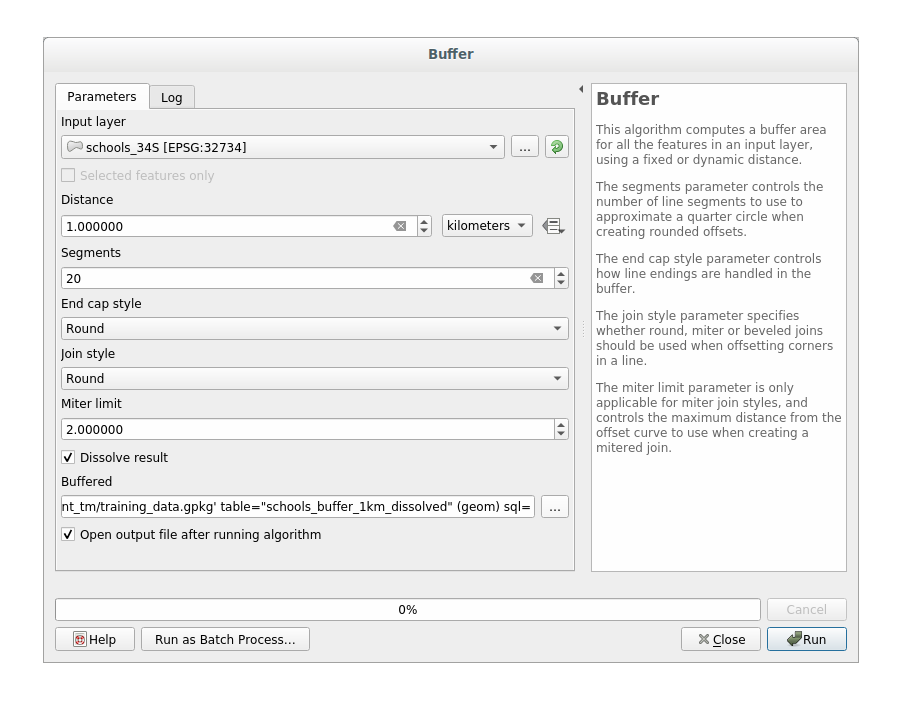 Buffer
Parameters
Log
Input layer
schools_34S [EPSG:32734]
...
Selected features only
Distance
1.000000
kilometers
Segments
20
End cap style
Round
Join style
Round
Miter limit
2.000000
Dissolve result
Buffered
nt_tm/training_data.gpkg' table="schools_buffer_1km_dissolved" (geom) sql=
...
Open output file after running algorithm
Buffer
This algorithm computes a buffer area
for all the features in an input layer,
using a fixed or dynamic distance.
The segments parameter controls the
number of line segments to use to
approximate a quarter circle when
creating rounded offsets.
The end cap style parameter controls
how line endings are handled in the
buffer.
The join style parameter specifies
whether round, miter or beveled joins
should be used when offsetting corners
in a line.
The miter limit parameter is only
applicable for miter join styles, and
controls the maximum distance from the
offset curve to use when creating a
mitered join.
0%
Cancel
Help
Run as Batch Process...
Close
Run